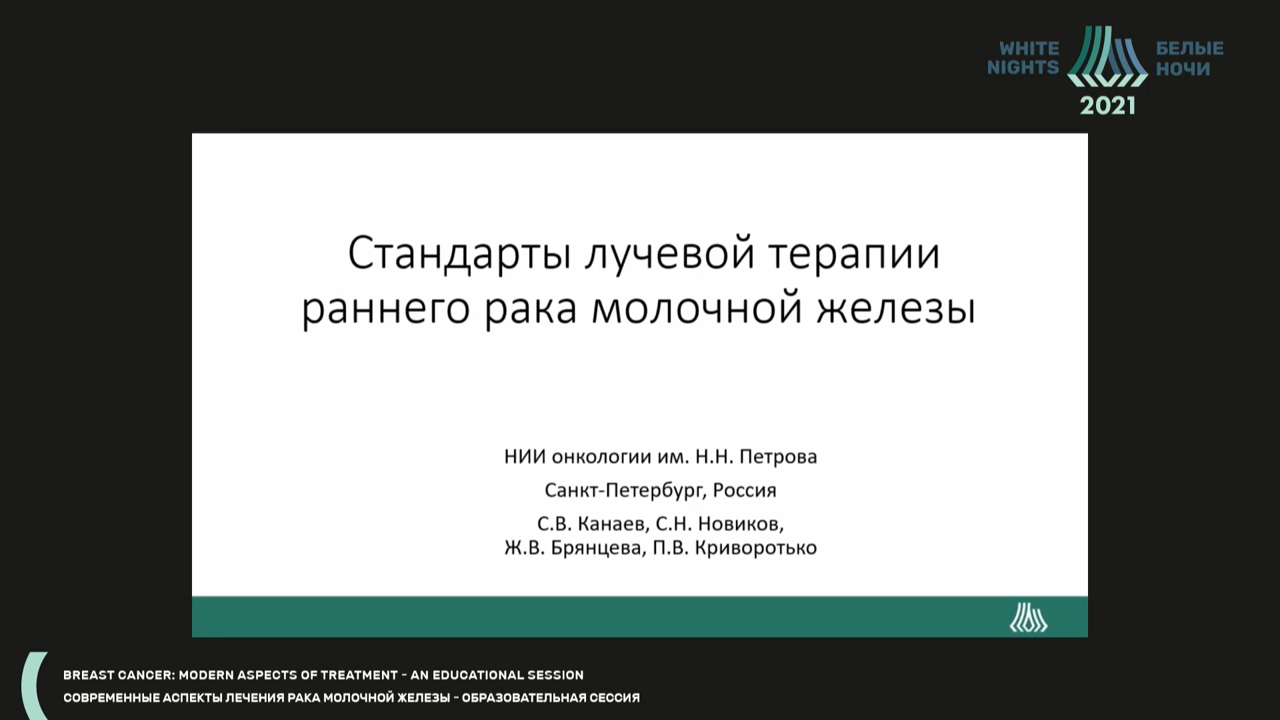 WHITE NIGHTS
БЕЛЫЕ НОЧИ
2021
Стандарты лучевой терапии
раннего рака молочной железы
НИИ онкологии им. Н.Н. Петрова
Санкт-Петербург, Россия
С.В. Канаев, С.Н. Новиков,
Ж.В. Брянцева, П.В. Криворотько
BREAST CANCER: MODERN ASPECTS OF TREATMENT - AN EDUCATIONAL SESSION
СОВРЕМЕННЫЕ АСПЕКТЫ ЛЕЧЕНИЯ РАКА МОЛОЧНОЙ ЖЕЛЕЗЫ - ОБРАЗОВАТЕЛЬНАЯ СЕССИЯ